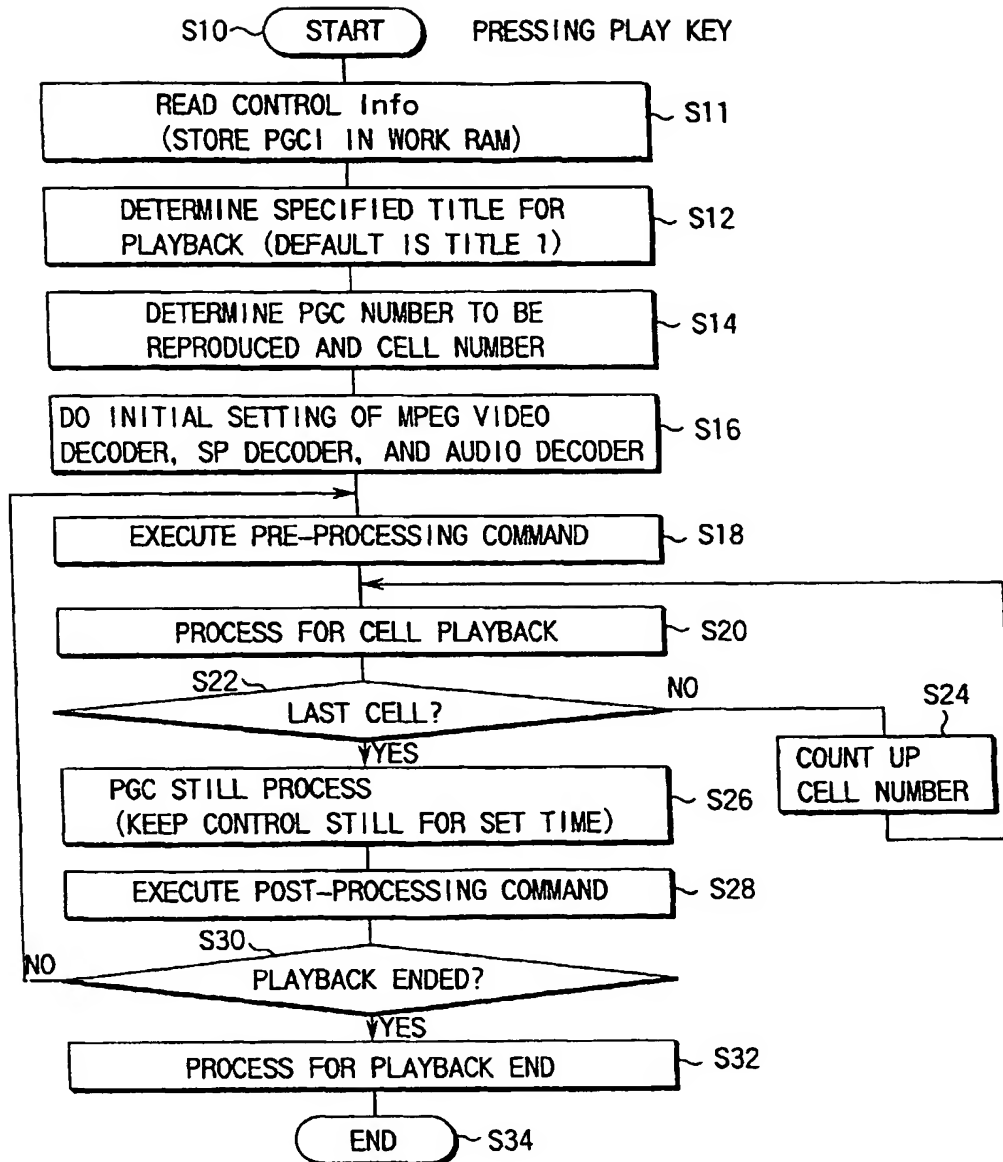 S10
START
PRESSING PLAY KEY
READ CONTROL Info
(STORE PGCI IN WORK RAM)
S11
DETERMINE SPECIFIED TITLE FOR
PLAYBACK (DEFAULT IS TITLE 1)
S12
DETERMINE PGC NUMBER TO BE
REPRODUCED AND CELL NUMBER
S14
DO INITIAL SETTING OF MPEG VIDEO
DECODER, SP DECODER, AND AUDIO DECODER
S16
EXECUTE PRE-PROCESSING COMMAND
S18
PROCESS FOR CELL PLAYBACK
S20
S22
LAST CELL?
NO
S24
COUNT UP
CELL NUMBER
YES
PGC STILL PROCESS
(KEEP CONTROL STILL FOR SET TIME)
S26
EXECUTE POST-PROCESSING COMMAND
S28
S30
NO
PLAYBACK ENDED?
YES
PROCESS FOR PLAYBACK END
S32
END
S34